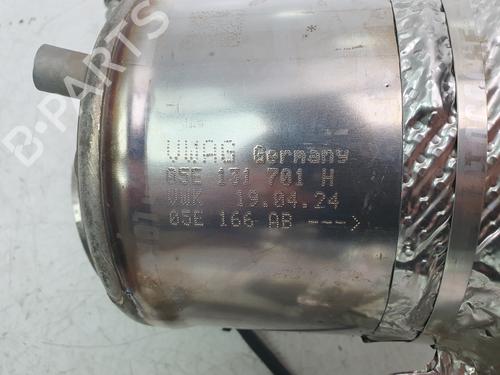 B-PARTS
VWAG Germany
05E 131 701 H
VWK 19.04.24
05E 166 AB --->